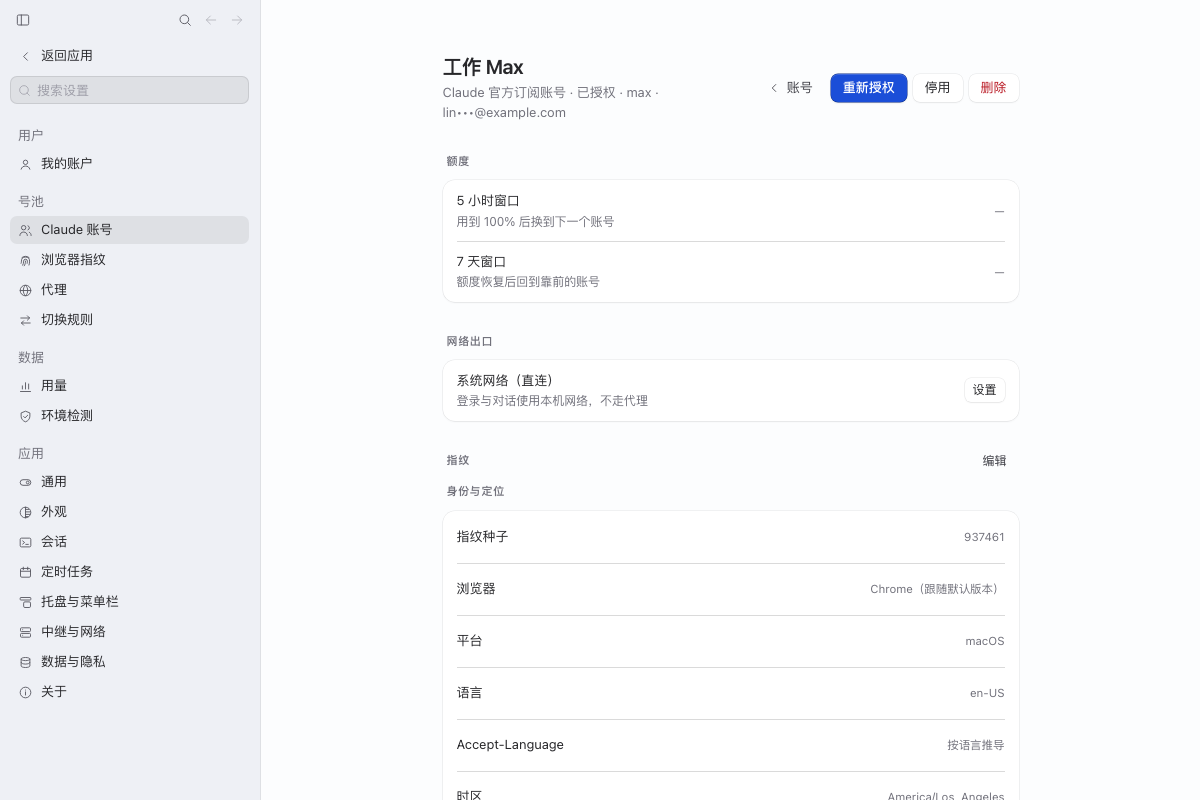 返回应用
搜索设置
用户
我的账户
号池
Claude 账号
浏览器指纹
代理
切换规则
数据
用量
环境检测
应用
通用
外观
会话
定时任务
托盘与菜单栏
中继与网络
数据与隐私
关于
工作 Max
Claude 官方订阅账号 · 已授权 · max ·
lin•••@example.com
账号
重新授权
停用
删除
额度
5 小时窗口
用到 100% 后换到下一个账号
—
7 天窗口
额度恢复后回到靠前的账号
—
网络出口
系统网络（直连）
登录与对话使用本机网络，不走代理
设置
指纹
编辑
身份与定位
指纹种子
937461
浏览器
Chrome（跟随默认版本）
平台
macOS
语言
en-US
Accept-Language
按语言推导
时区
America/Los_Angeles